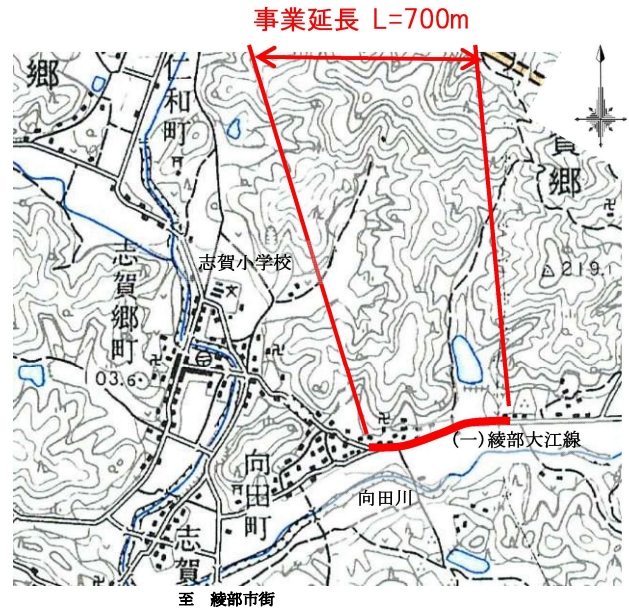 事業延長 L=700m
郷
仁和町
賀郷
志賀小学校
219.1
志賀郷町
103.6
(一)綾部大江線
向田町
向田川
志賀
至 綾部市街